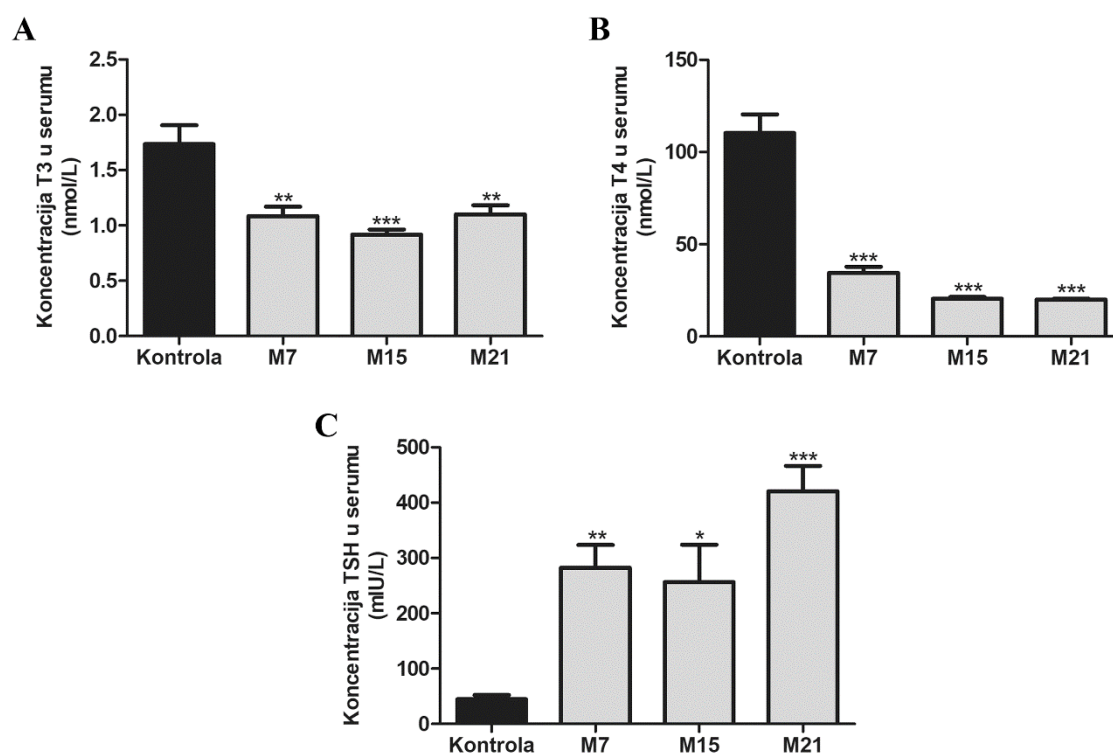 A
Koncentracija T3 u serumu
(nmol/L)
2.5
2.0
1.5
1.0
0.5
0.0
**
***
**
Kontrola M7 M15 M21
B
Koncentracija T4 u serumu
(nmol/L)
150
100
50
0
***
***
***
Kontrola M7 M15 M21
C
Koncentracija TSH u serumu
(mIU/L)
500
400
300
200
100
0
**
*
***
Kontrola M7 M15 M21